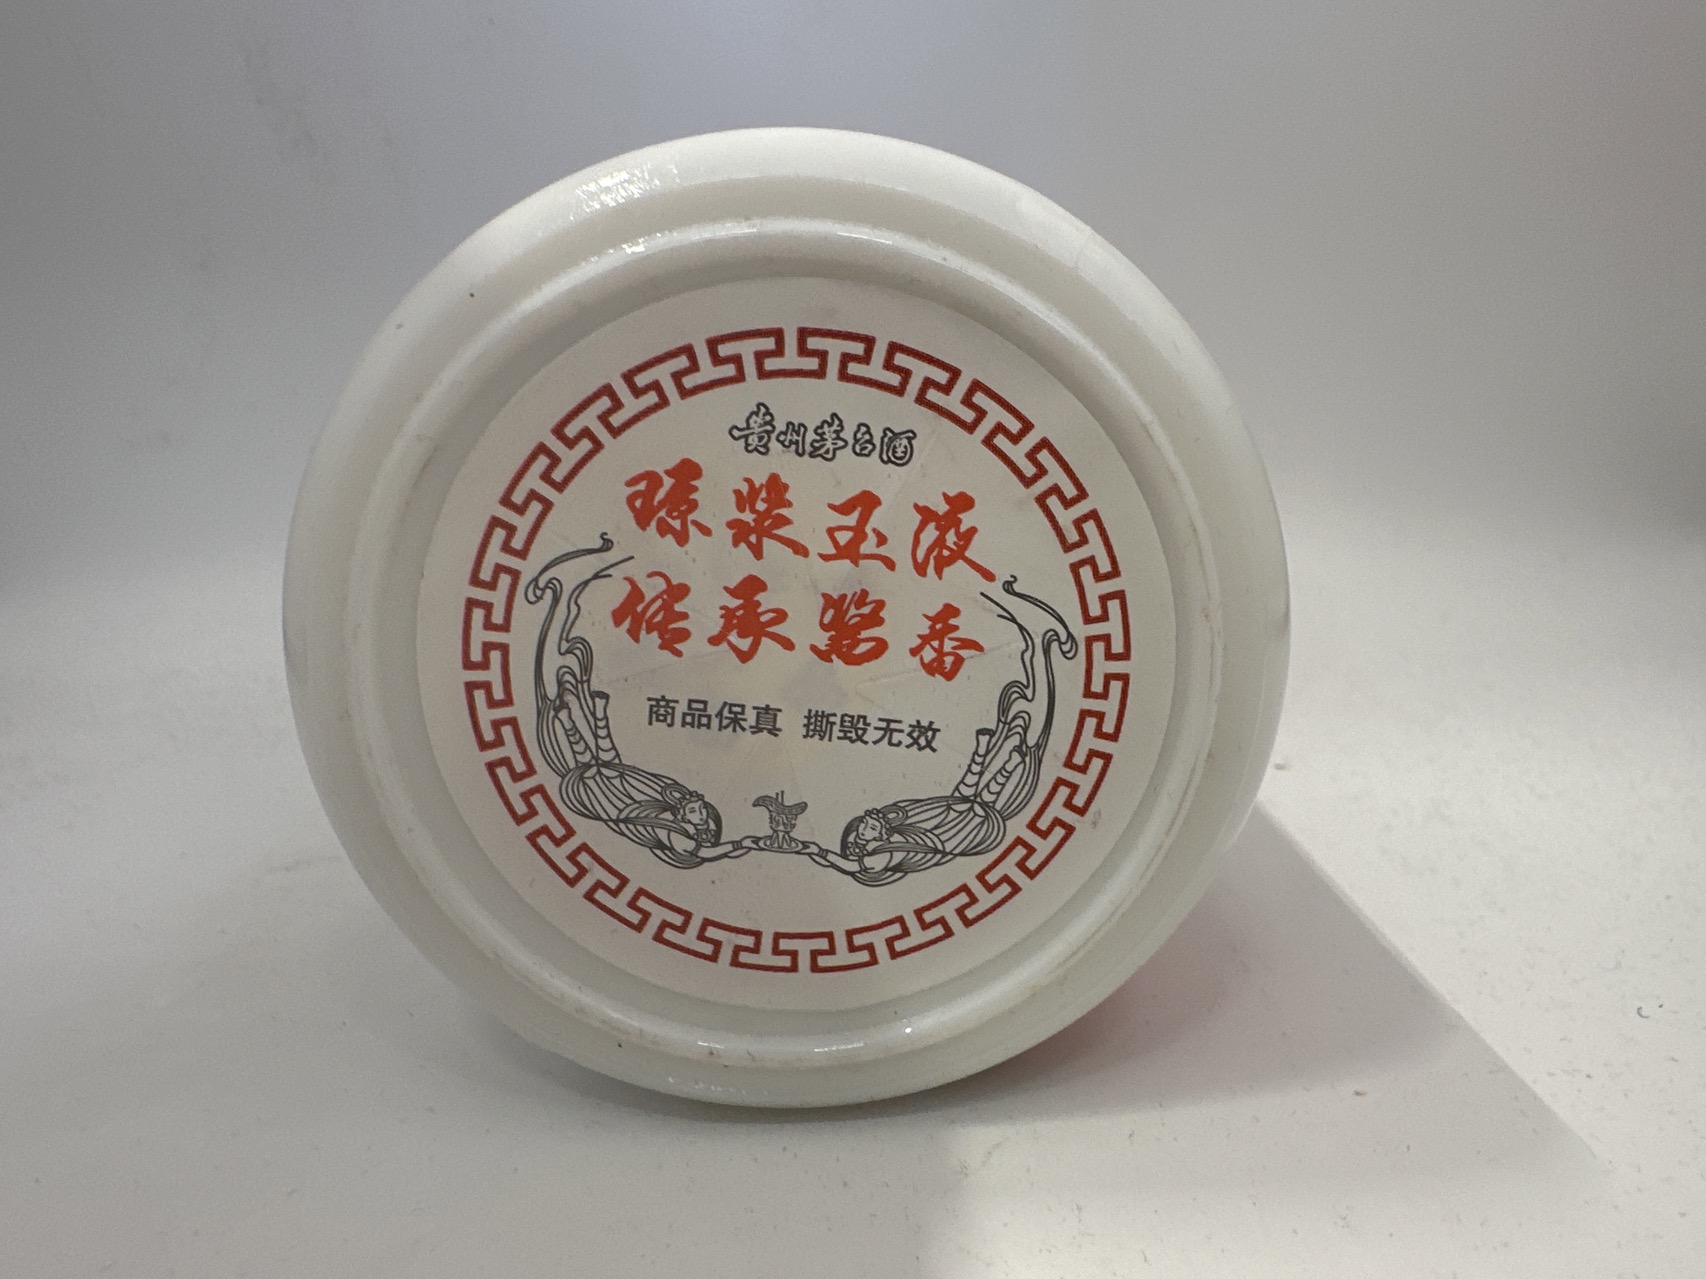 贵州茅台酒
琼浆玉液
传承酱香
商品保真 撕毁无效